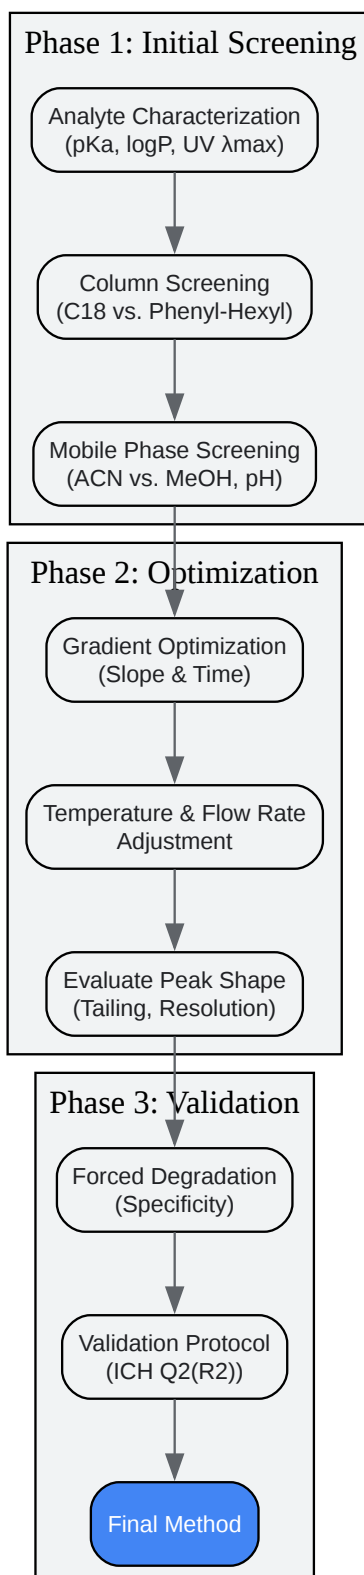 Phase 1: Initial Screening
Analyte Characterization
(pKa, logP, UV λmax)
Column Screening
(C18 vs. Phenyl-Hexyl)
Mobile Phase Screening
(ACN vs. MeOH, pH)
Phase 2: Optimization
Gradient Optimization
(Slope & Time)
Temperature & Flow Rate
Adjustment
Evaluate Peak Shape
(Tailing, Resolution)
Phase 3: Validation
Forced Degradation
(Specificity)
Validation Protocol
(ICH Q2(R2))
Final Method